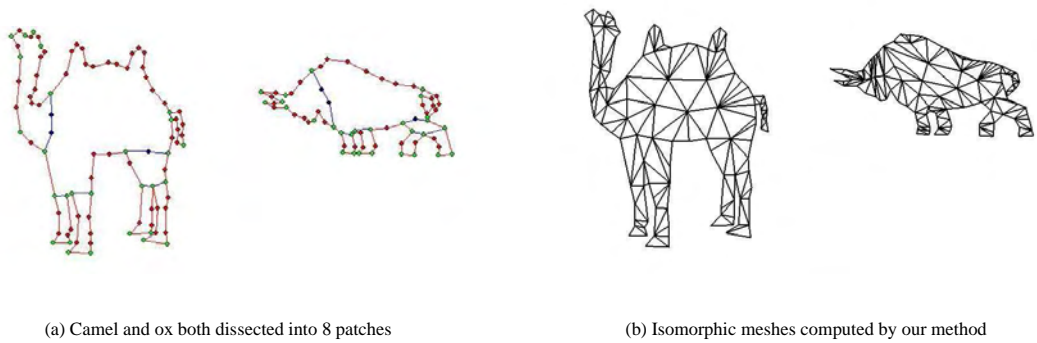 (a) Camel and ox both dissected into 8 patches
(b) Isomorphic meshes computed by our method